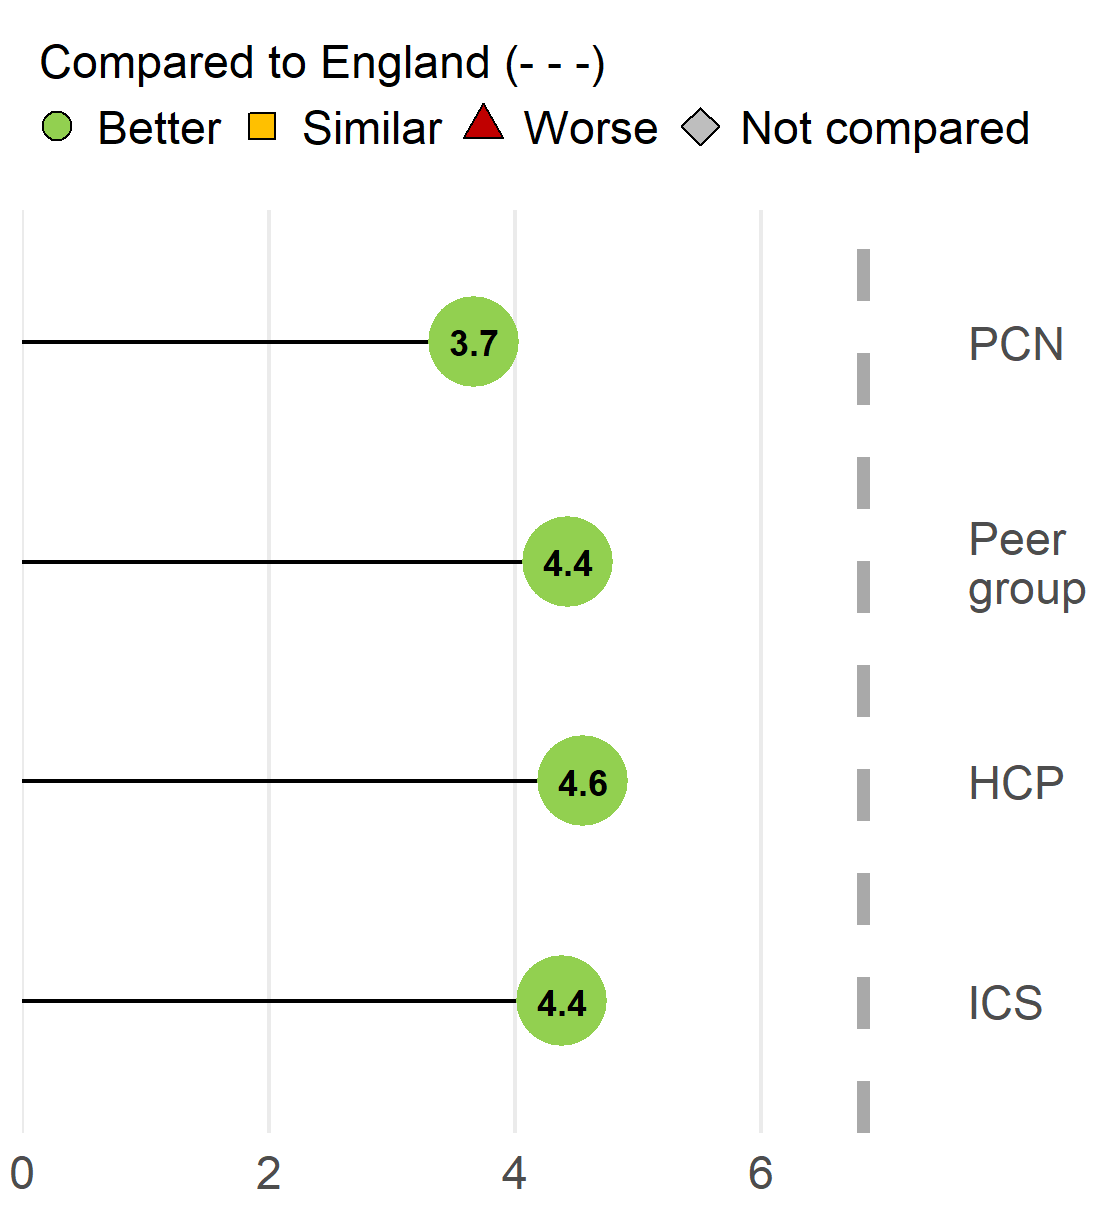 Compared to England (- - -)
Better Similar Worse Not compared
3.7 PCN
4.4 Peer
group
4.6 HCP
4.4 ICS
0 2 4 6